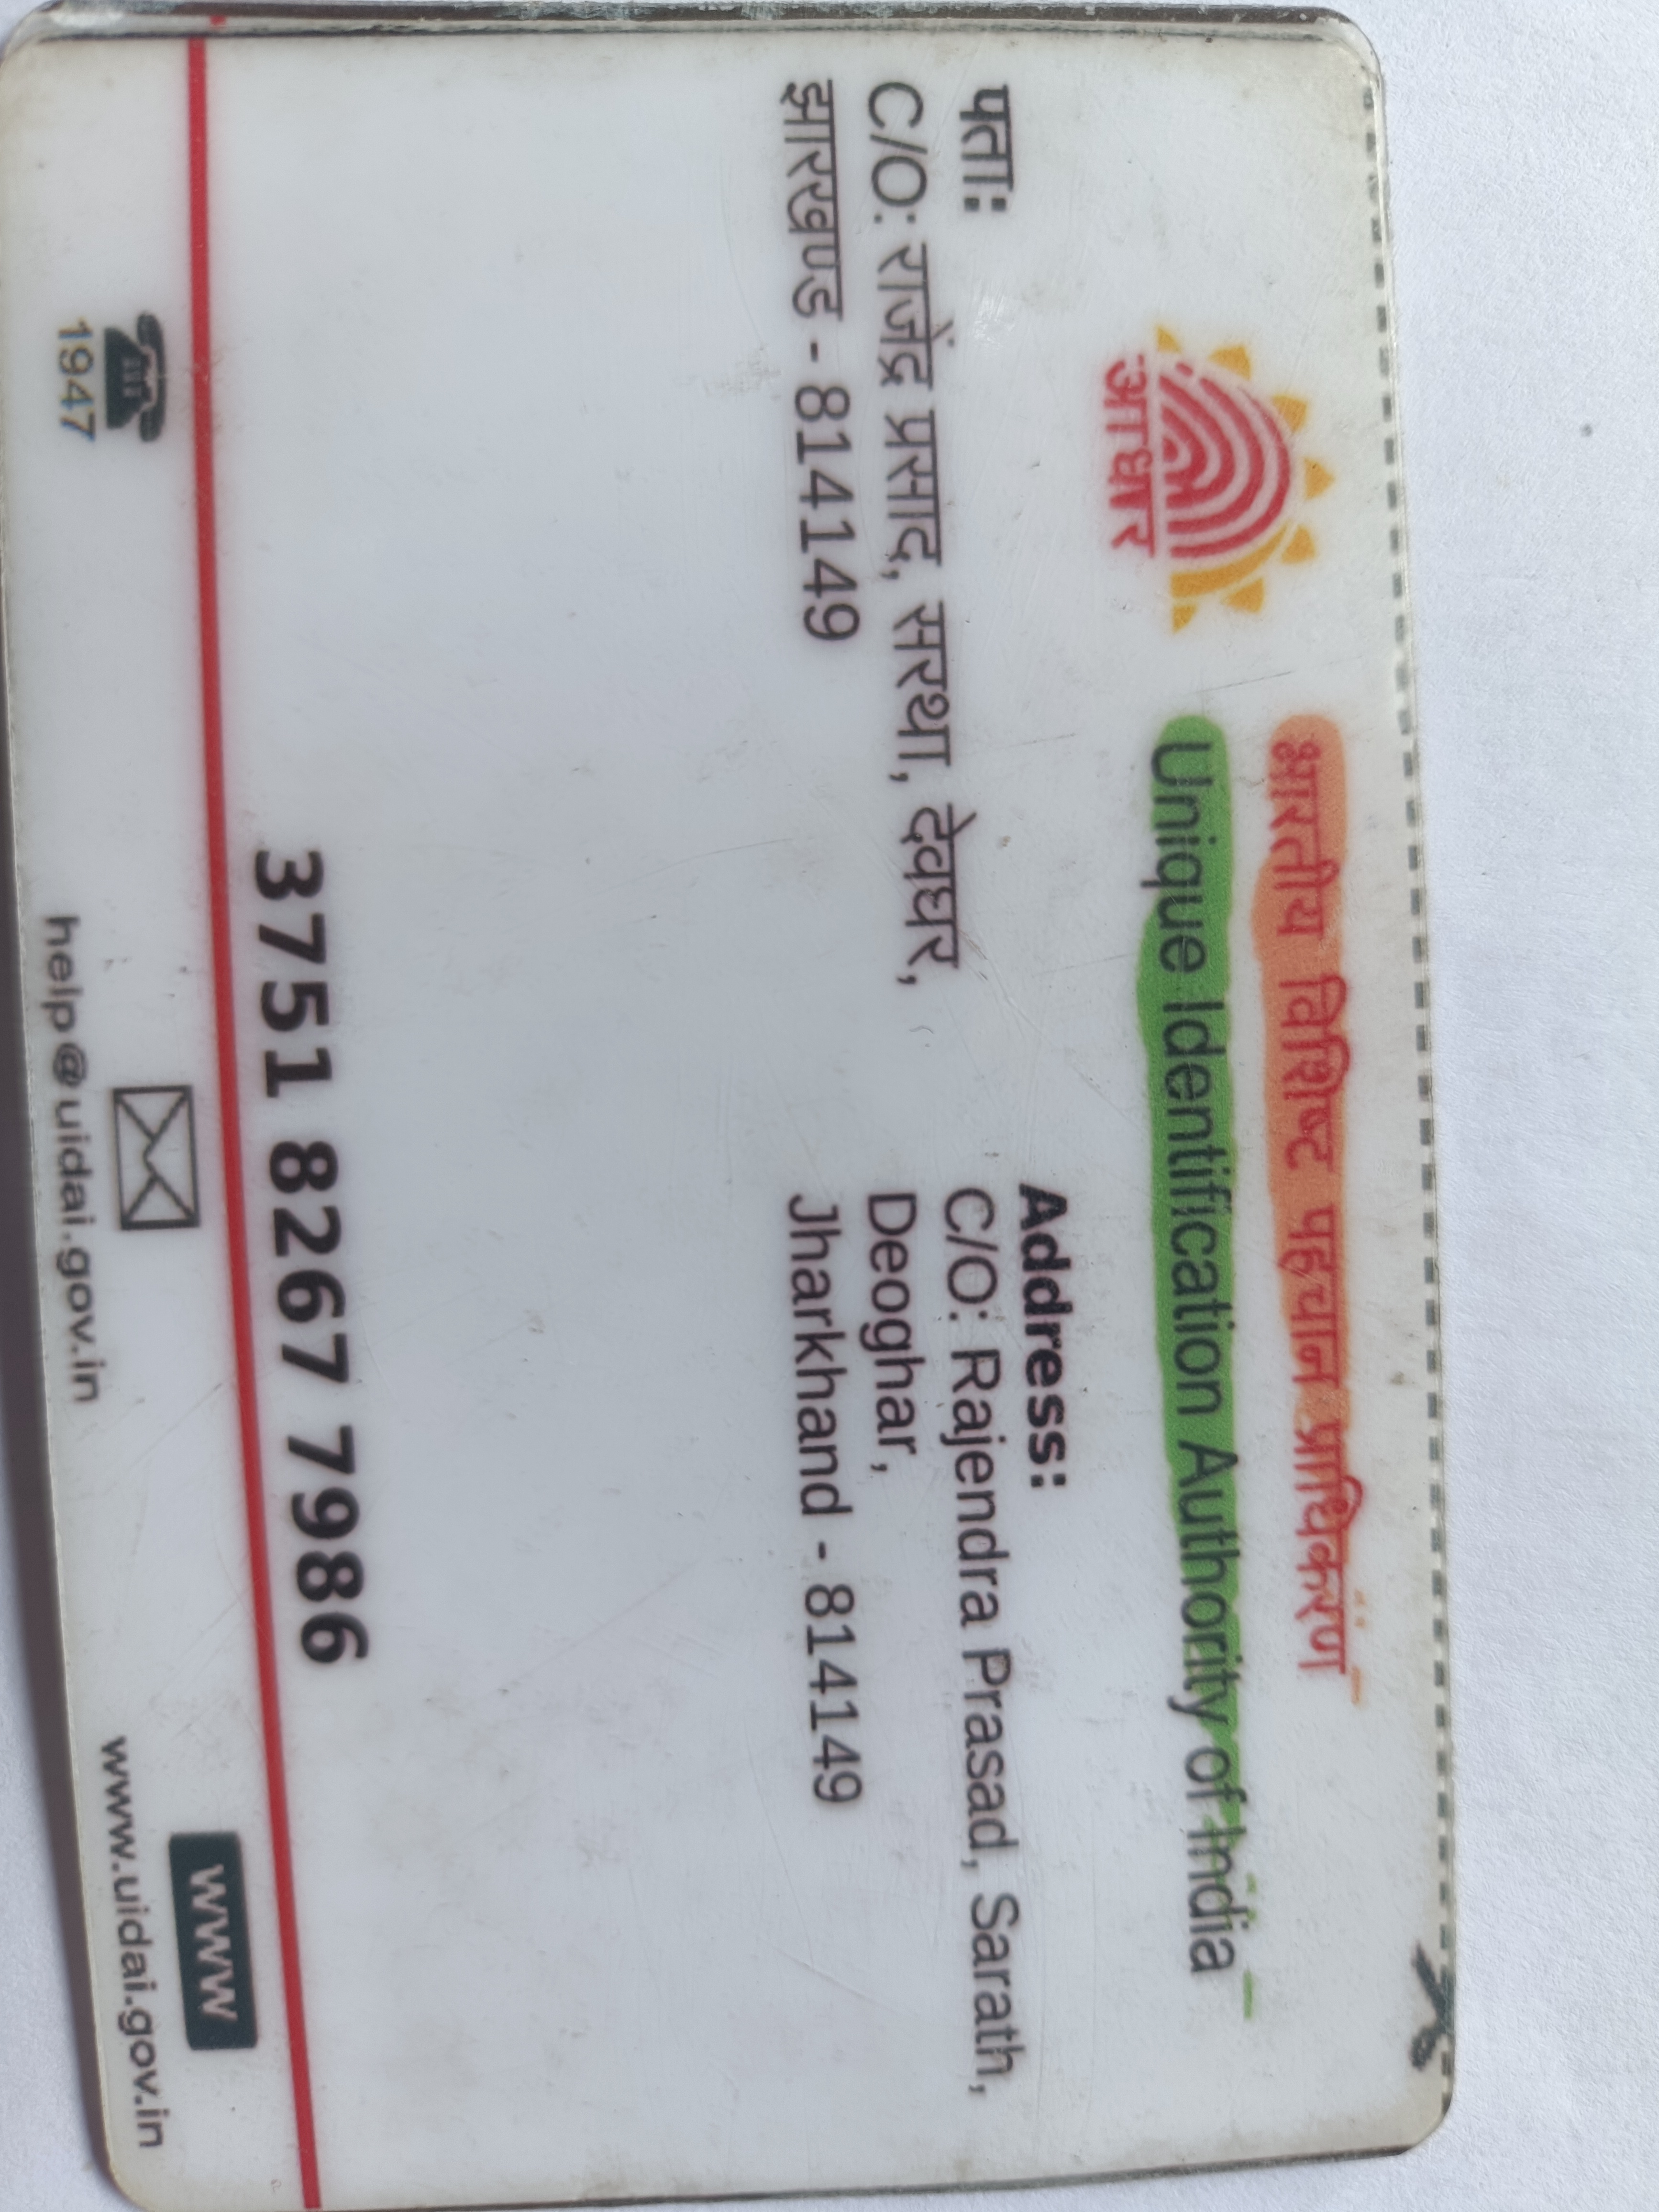 भारतीय विशिष्ट पहचान प्राधिकरण
Unique Identification Authority of India
आधार
पताः
C/O: राजेंद्र प्रसाद, सरथा, देवघर,
झारखण्ड - 814149
Address:
C/O: Rajendra Prasad, Sarath,
Deoghar,
Jharkhand - 814149
3751 8267 7986
1947
help@uidai.gov.in
www
www.uidai.gov.in